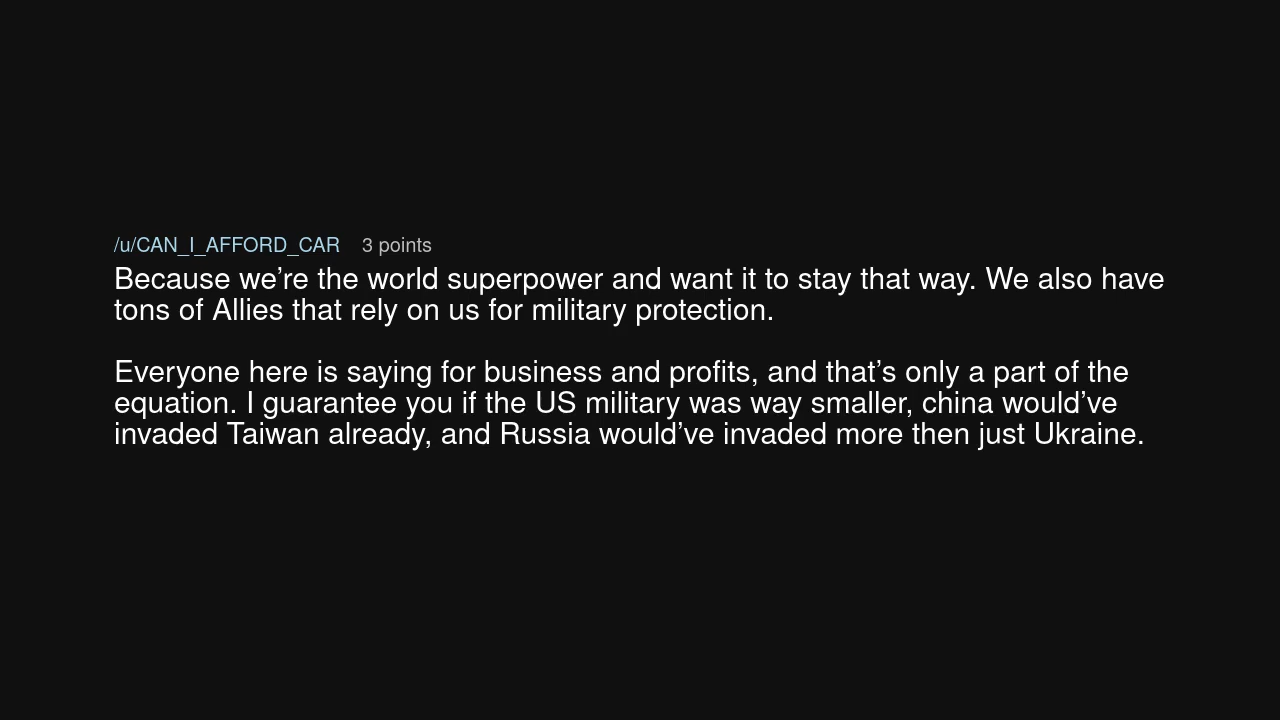 /u/CAN_I_AFFORD_CAR 3 points
Because we’re the world superpower and want it to stay that way. We also have
tons of Allies that rely on us for military protection.
Everyone here is saying for business and profits, and that’s only a part of the
equation. I guarantee you if the US military was way smaller, china would’ve
invaded Taiwan already, and Russia would’ve invaded more then just Ukraine.